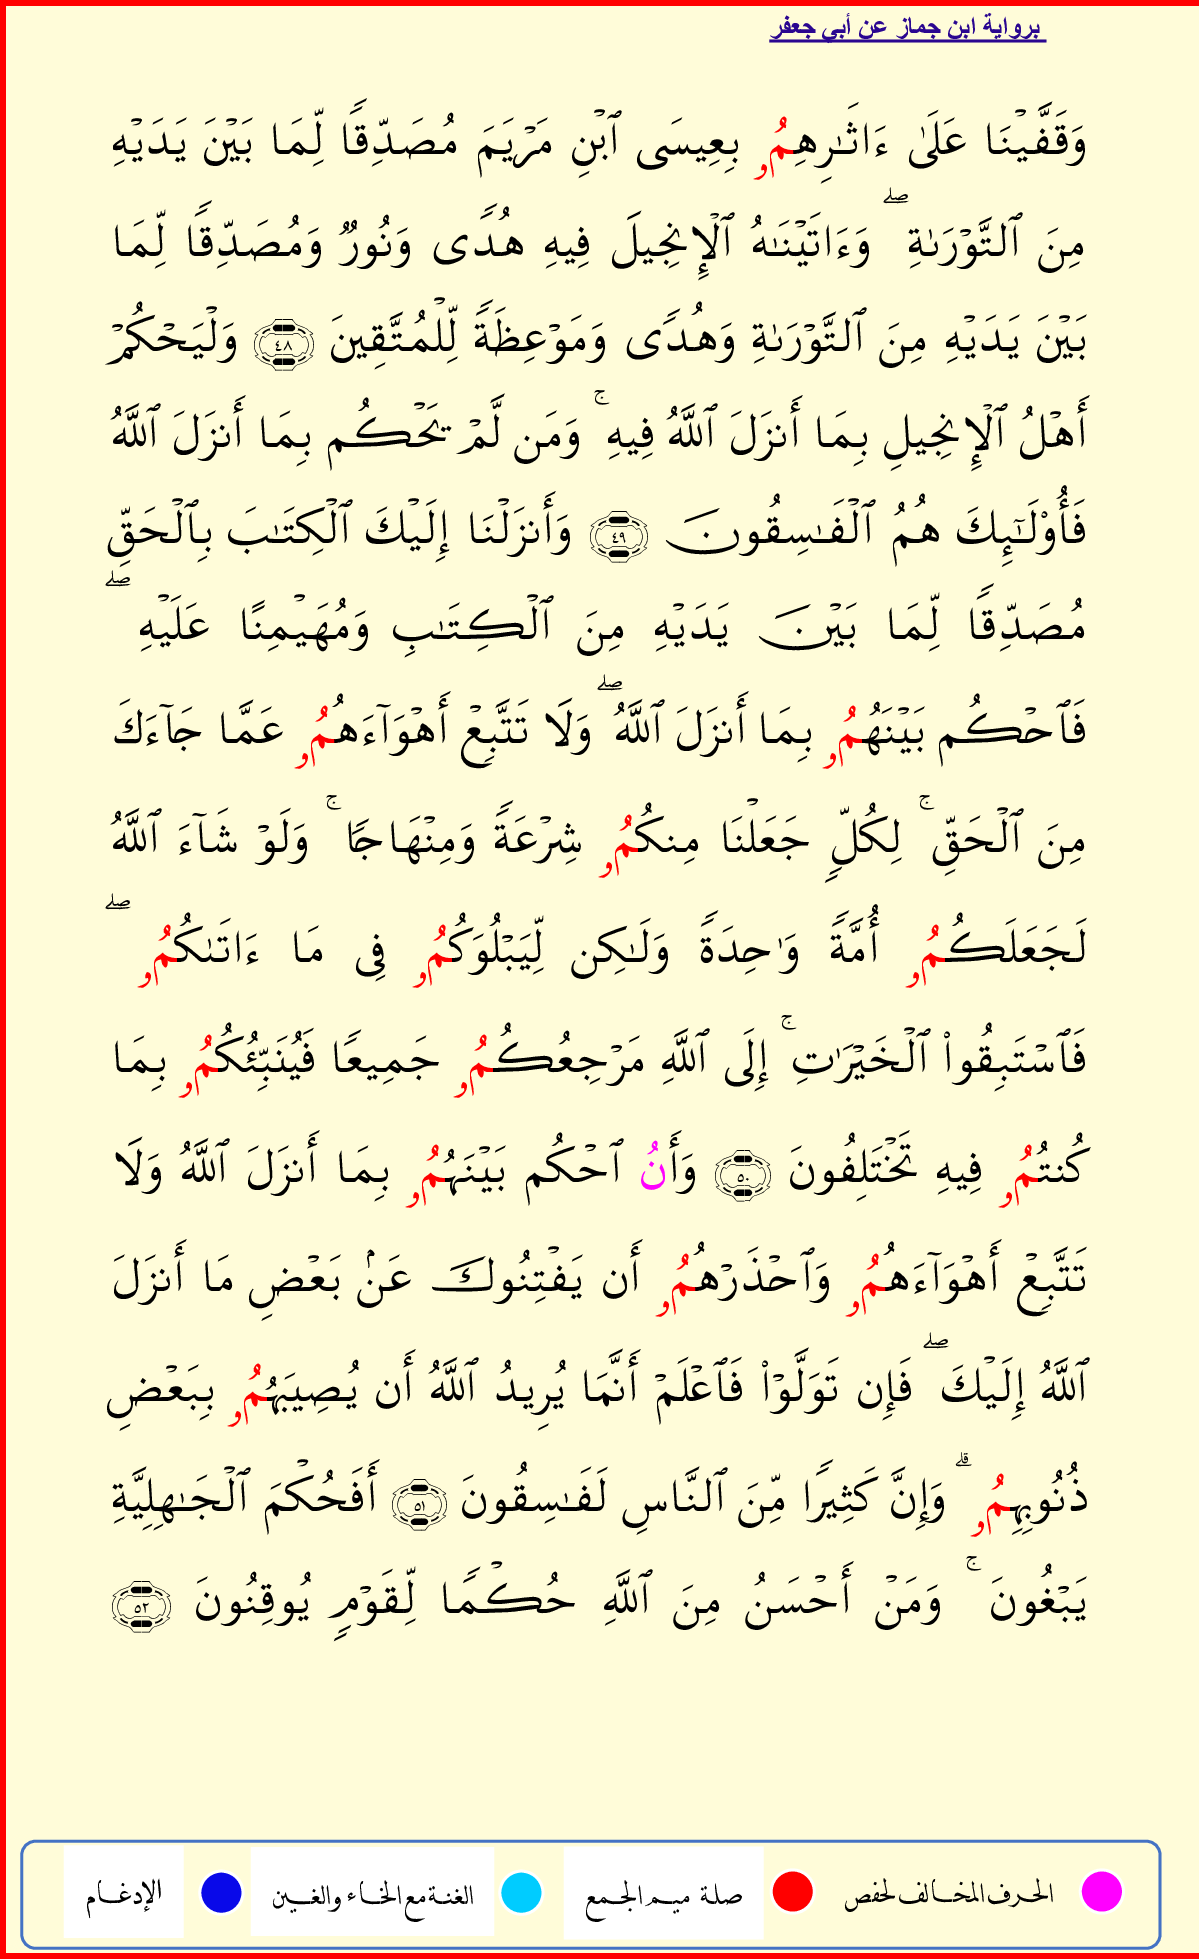 برواية ابن جماز عن أبي جعفر
وَقَفَّيْنَا عَلَىٰٓ ءَاثَٰرِهِمُۥ بِعِيسَى ٱبْنِ مَرْيَمَ مُصَدِّقًا لِّمَا بَيْنَ يَدَيْهِ
مِنَ ٱلتَّوْرَىٰةِ ۖ وَءَاتَيْنَٰهُ ٱلْإِنجِيلَ فِيهِ هُدًى وَنُورٌ وَمُصَدِّقًا لِّمَا
بَيْنَ يَدَيْهِ مِنَ ٱلتَّوْرَىٰةِ وَهُدًى وَمَوْعِظَةً لِّلْمُتَّقِينَ ٤٨ وَلْيَحْكُمْ
أَهْلُ ٱلْإِنجِيلِ بِمَا أَنزَلَ ٱللَّهُ فِيهِ ۚ وَمَن لَّمْ يَحْكُم بِمَا أَنزَلَ ٱللَّهُ
فَأُوْلَٰٓئِكَ هُمُ ٱلْفَٰسِقُونَ ٤٩ وَأَنزَلْنَا إِلَيْكَ ٱلْكِتَٰبَ بِٱلْحَقِّ
مُصَدِّقًا لِّمَا بَيْنَ يَدَيْهِ مِنَ ٱلْكِتَٰبِ وَمُهَيْمِنًا عَلَيْهِ ۖ
فَٱحْكُم بَيْنَهُمُۥ بِمَا أَنزَلَ ٱللَّهُ ۖ وَلَا تَتَّبِعْ أَهْوَآءَهُمُۥ عَمَّا جَآءَكَ
مِنَ ٱلْحَقِّ ۚ لِكُلٍّ جَعَلْنَا مِنكُمُۥ شِرْعَةً وَمِنْهَاجًا ۚ وَلَوْ شَآءَ ٱللَّهُ
لَجَعَلَكُمُۥ أُمَّةً وَٰحِدَةً وَلَٰكِن لِّيَبْلُوَكُمُۥ فِى مَا ءَاتَىٰكُمُۥ ۖ
فَٱسْتَبِقُوا۟ ٱلْخَيْرَٰتِ ۚ إِلَى ٱللَّهِ مَرْجِعُكُمُۥ جَمِيعًا فَيُنَبِّئُكُمُۥ بِمَا
كُنتُمُۥ فِيهِ تَخْتَلِفُونَ ٥٠ وَأَنُ ٱحْكُم بَيْنَهُمُۥ بِمَا أَنزَلَ ٱللَّهُ وَلَا
تَتَّبِعْ أَهْوَآءَهُمُۥ وَٱحْذَرْهُمُۥ أَن يَفْتِنُوكَ عَنۢ بَعْضِ مَا أَنزَلَ
ٱللَّهُ إِلَيْكَ ۖ فَإِن تَوَلَّوْا۟ فَٱعْلَمْ أَنَّمَا يُرِيدُ ٱللَّهُ أَن يُصِيبَهُمُۥ بِبَعْضِ
ذُنُوبِهِمُۥ ۗ وَإِنَّ كَثِيرًا مِّنَ ٱلنَّاسِ لَفَٰسِقُونَ ٥١ أَفَحُكْمَ ٱلْجَٰهِلِيَّةِ
يَبْغُونَ ۚ وَمَنْ أَحْسَنُ مِنَ ٱللَّهِ حُكْمًا لِّقَوْمٍ يُوقِنُونَ ٥٢
الحرف المخالف لحفص صلة ميم الجمع الغنة مع الخاء والغين الإدغام